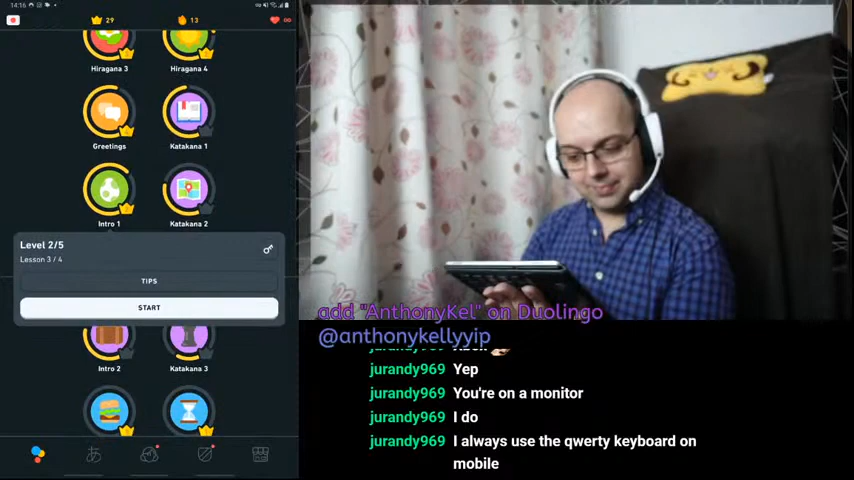 14:16
29
13
Hiragana 3
Hiragana 4
Greetings
Katakana 1
Intro 1
Katakana 2
Level 2/5
Lesson 3 / 4
TIPS
START
Intro 2
Katakana 3
add "AnthonyKel" on Duolingo
@anthonykellyyip
jurandy969
jurandy969 Yep
jurandy969 You're on a monitor
jurandy969 I do
jurandy969 I always use the qwerty keyboard on
mobile